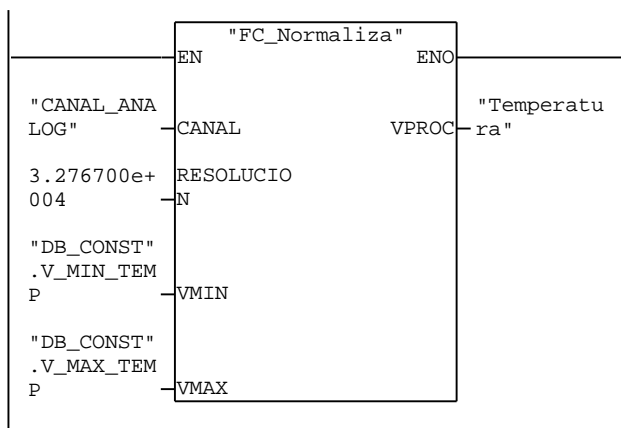 "FC_Normaliza"
EN ENO
"CANAL_ANA
LOG"
CANAL
VPROC
"Temperatu
ra"
3.276700e+
004
RESOLUCIO
N
"DB_CONST"
.V_MIN_TEM
P
VMIN
"DB_CONST"
.V_MAX_TEM
P
VMAX